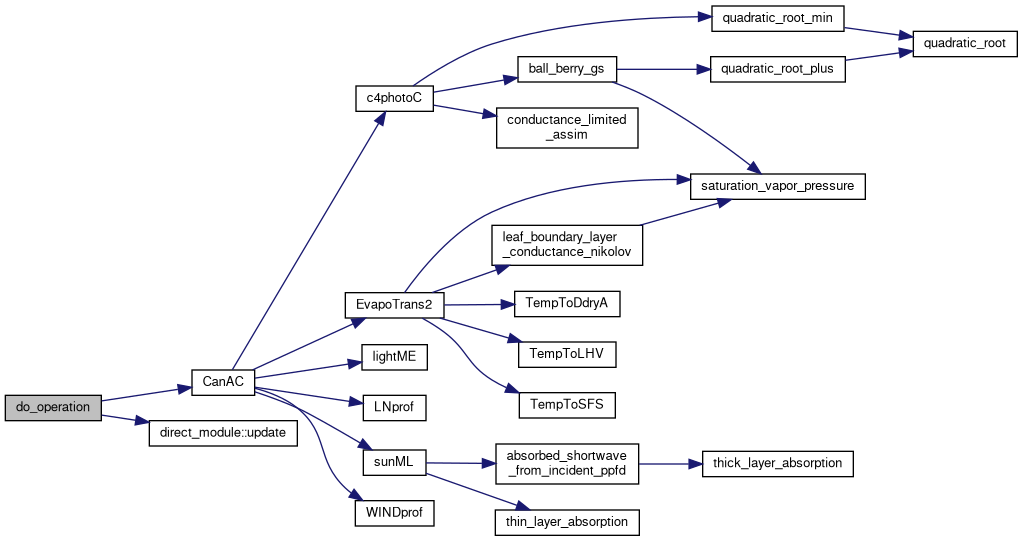 do_operation
CanAC
direct_module::update
c4photoC
EvapoTrans2
lightME
LNprof
sunML
WINDprof
quadratic_root_min
ball_berry_gs
conductance_limited
_assim
quadratic_root_plus
quadratic_root
saturation_vapor_pressure
leaf_boundary_layer
_conductance_nikolov
TempToDdryA
TempToLHV
TempToSFS
absorbed_shortwave
_from_incident_ppfd
thin_layer_absorption
thick_layer_absorption